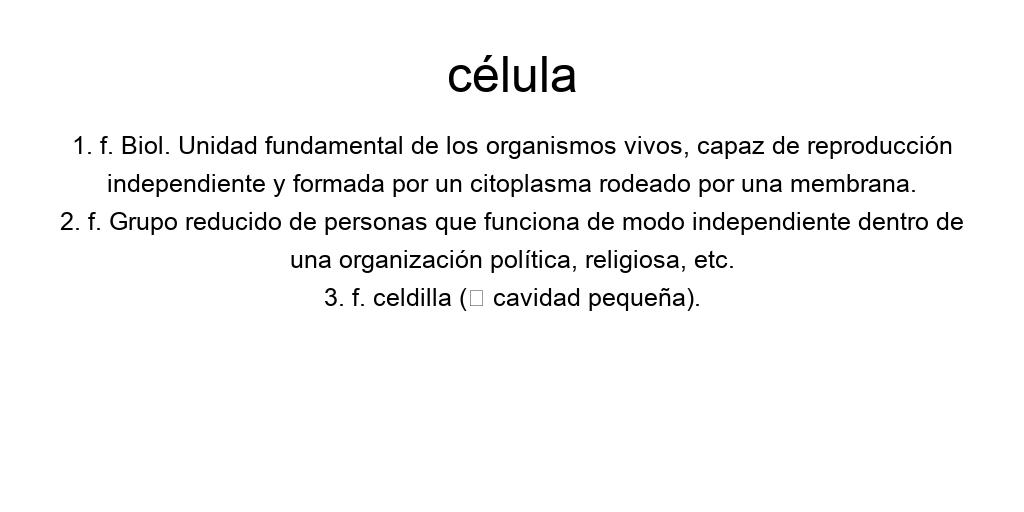 célula
1. f. Biol. Unidad fundamental de los organismos vivos, capaz de reproducción
independiente y formada por un citoplasma rodeado por una membrana.
2. f. Grupo reducido de personas que funciona de modo independiente dentro de
una organización política, religiosa, etc.
3. f. celdilla (□ cavidad pequeña).